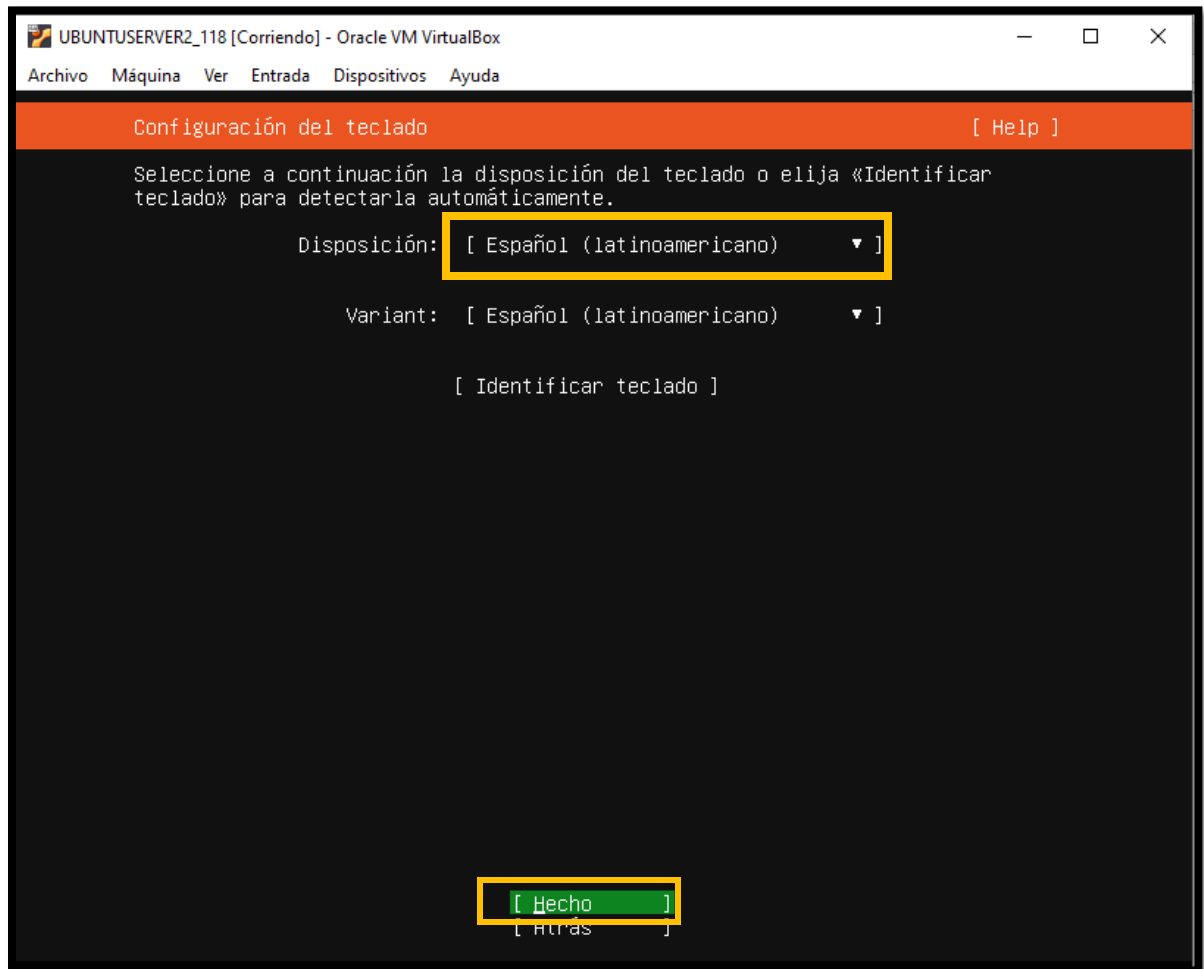 UBUNTUSERVER2_118 [Corriendo] - Oracle VM VirtualBox
Archivo Máquina Ver Entrada Dispositivos Ayuda
Configuración del teclado [ Help ]
Seleccione a continuación la disposición del teclado o elija «Identificar
teclado» para detectarla automáticamente.
Disposición: [ Español (latinoamericano) ▼ ]
Variant: [ Español (latinoamericano) ▼ ]
[ Identificar teclado ]
[ Hecho ]
[ Atrás ]